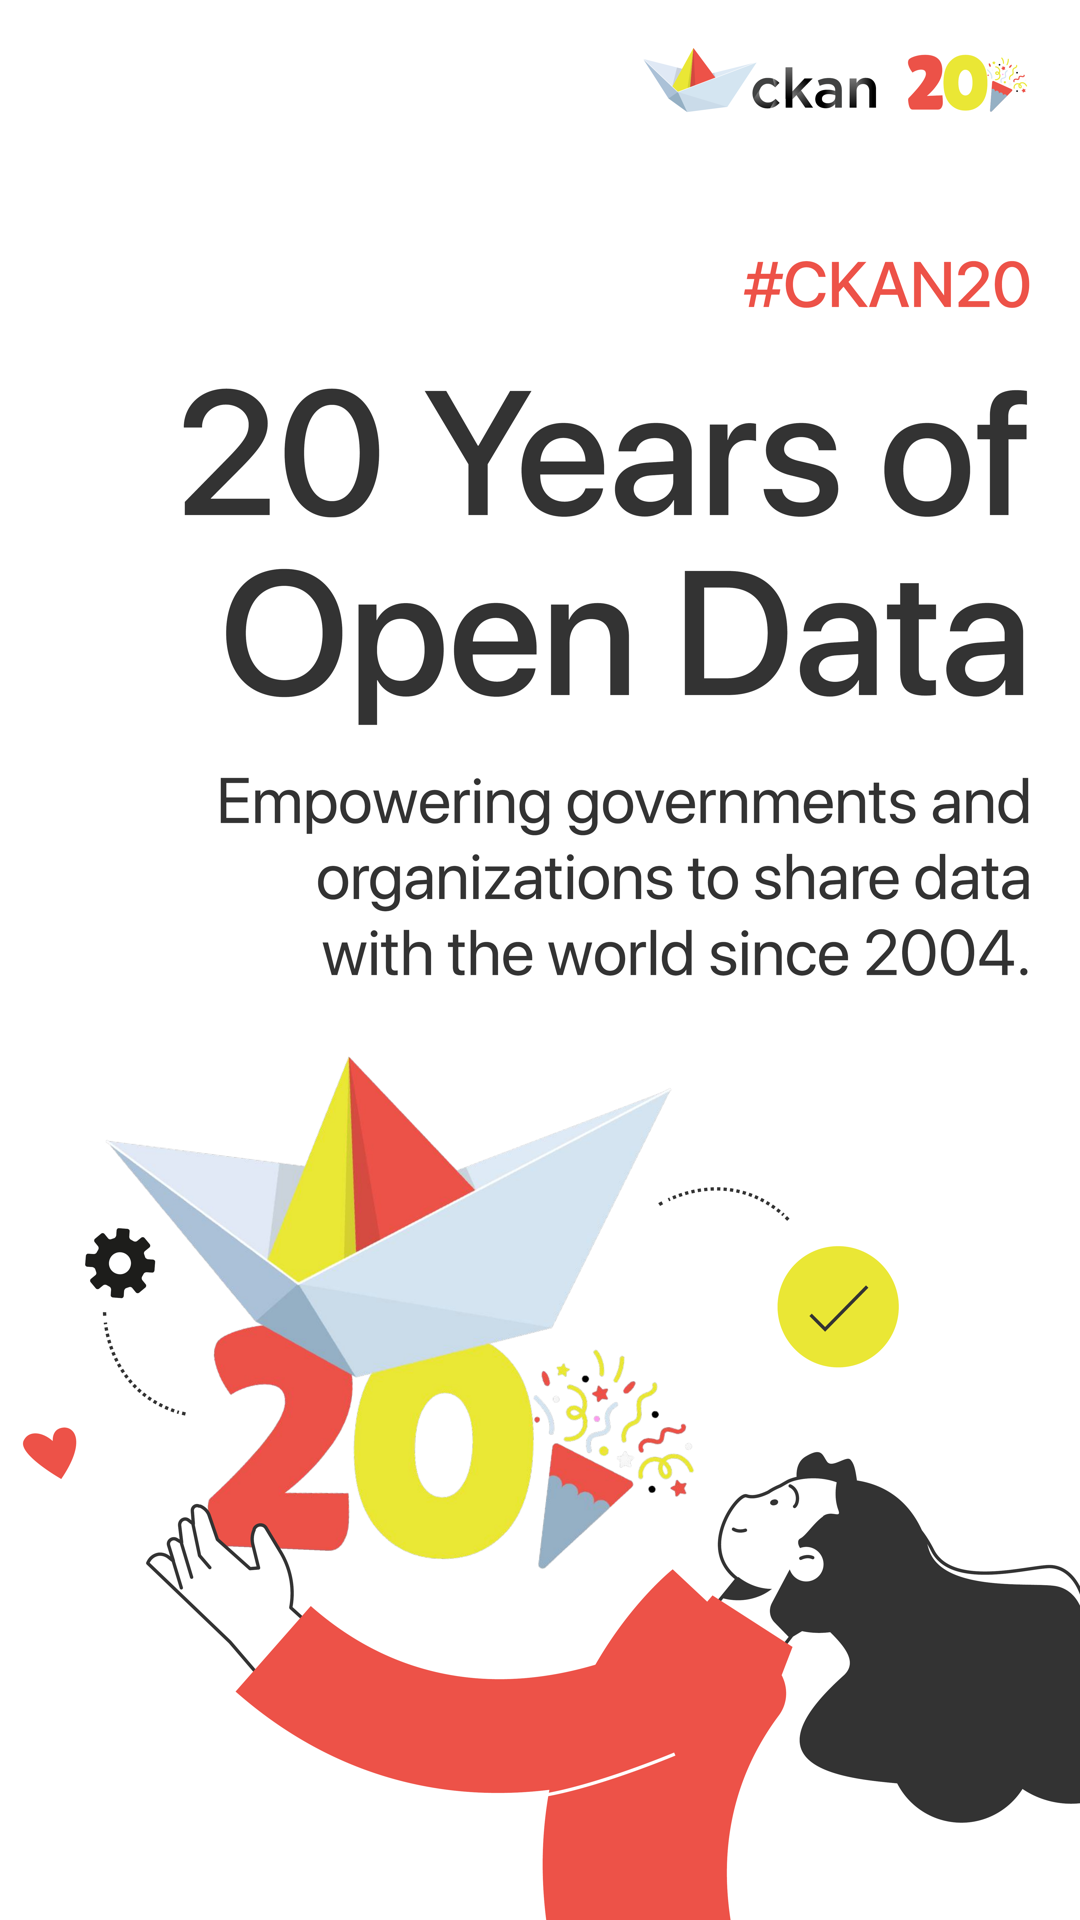 ckan 20
#CKAN20
20 Years of
Open Data
Empowering governments and
organizations to share data
with the world since 2004.
20